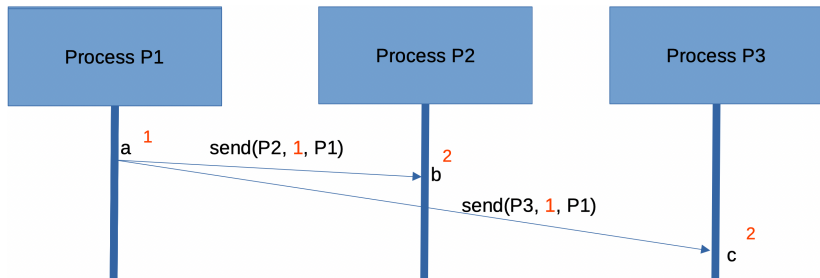 Process P1
Process P2
Process P3
a 1
send(P2, 1, P1)
b 2
send(P3, 1, P1)
c 2